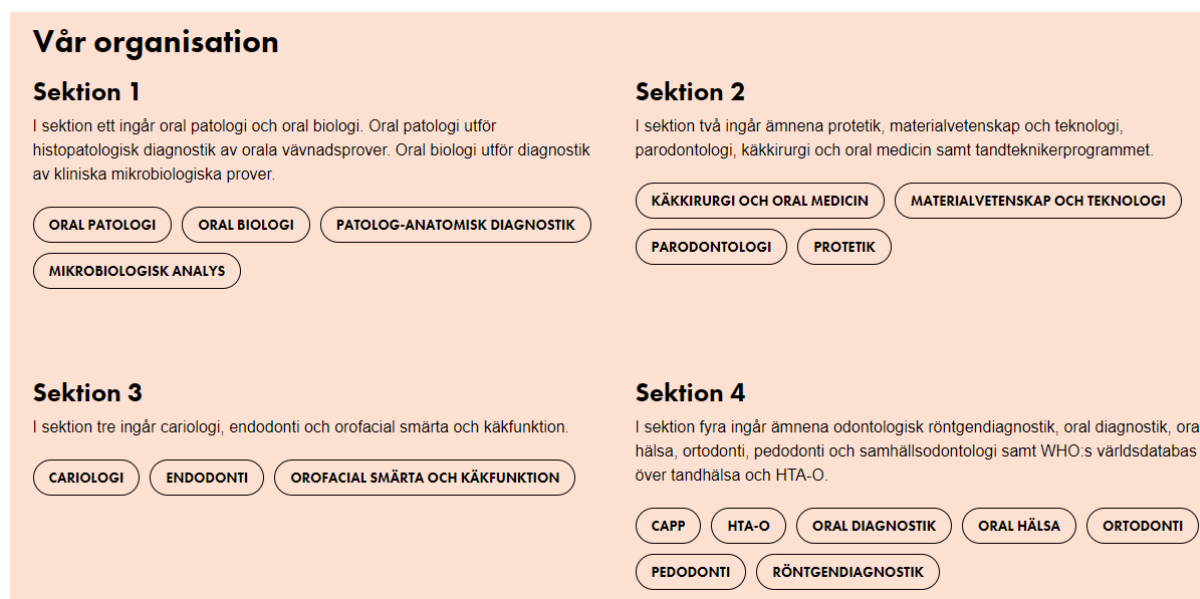 Vår organisation
Sektion 1
I sektion ett ingår oral patologi och oral biologi. Oral patologi utför
histopatologisk diagnostik av orala vävnadsprover. Oral biologi utför diagnostik
av kliniska mikrobiologiska prover.
ORAL PATOLOGI ORAL BIOLOGI PATOLOG-ANATOMISK DIAGNOSTIK
MIKROBIOLOGISK ANALYS
Sektion 2
I sektion två ingår ämnena protetik, materialvetenskap och teknologi,
parodontologi, käkkirurgi och oral medicin samt tandteknikerprogrammet.
KÄKKIRURGI OCH ORAL MEDICIN MATERIALVETENSKAP OCH TEKNOLOGI
PARODONTOLOGI PROTETIK
Sektion 3
I sektion tre ingår cariologi, endodonti och orofacial smärta och käkfunktion.
CARIOLOGI ENDODONTI OROFACIAL SMÄRTA OCH KÄKFUNKTION
Sektion 4
I sektion fyra ingår ämnena odontologisk röntgendiagnostik, oral diagnostik, ora
hälsa, ortodonti, pedodonti och samhällsodontologi samt WHO:s världsdatabas
över tandhälsa och HTA-O.
CAPP HTA-O ORAL DIAGNOSTIK ORAL HÄLSA ORTODONTI
PEDODONTI RÖNTGENDIAGNOSTIK